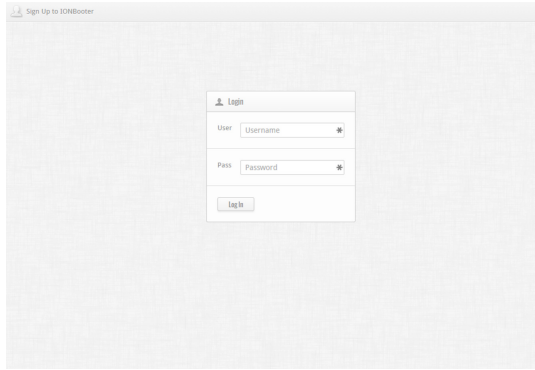 Sign Up to IONBooter
Login
User Username *
Pass Password *
Log In